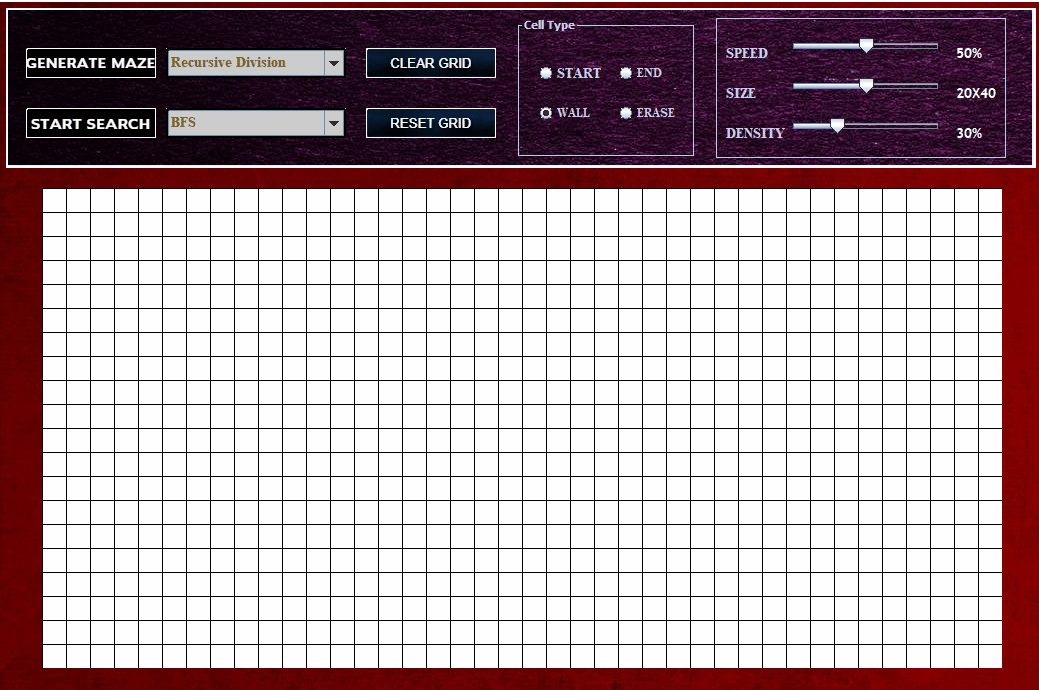 Cell Type
GENERATE MAZE
Recursive Division
CLEAR GRID
START
END
SPEED
50%
SIZE
20X40
START SEARCH
BFS
RESET GRID
WALL
ERASE
DENSITY
30%